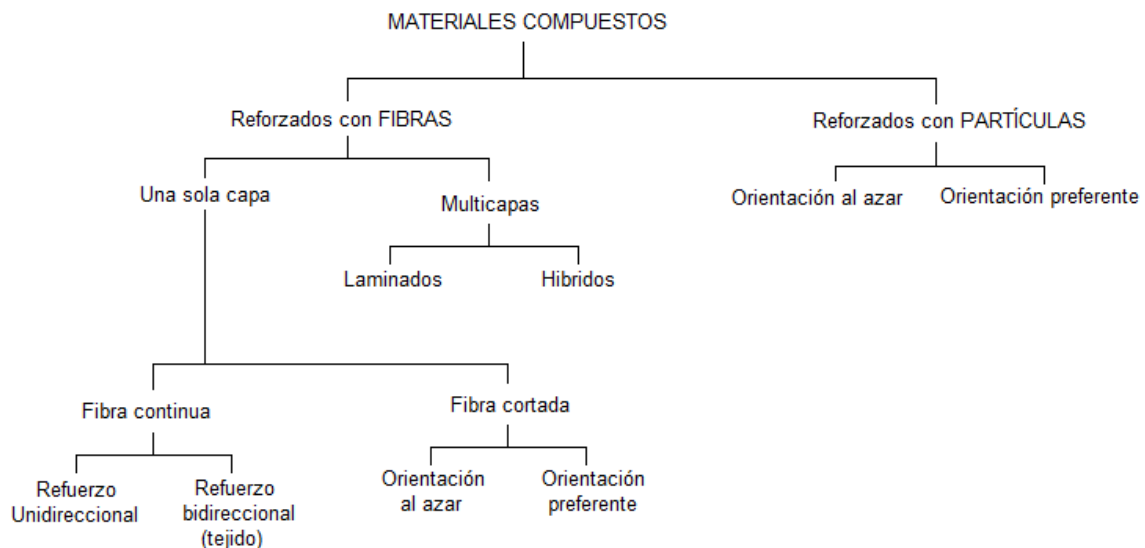 MATERIALES COMPUESTOS
Reforzados con FIBRAS
Reforzados con PARTÍCULAS
Una sola capa
Multicapas
Orientación al azar
Orientación preferente
Laminados
Hibridos
Fibra continua
Fibra cortada
Refuerzo
Unidireccional
Refuerzo
bidireccional
(tejido)
Orientación
al azar
Orientación
preferente